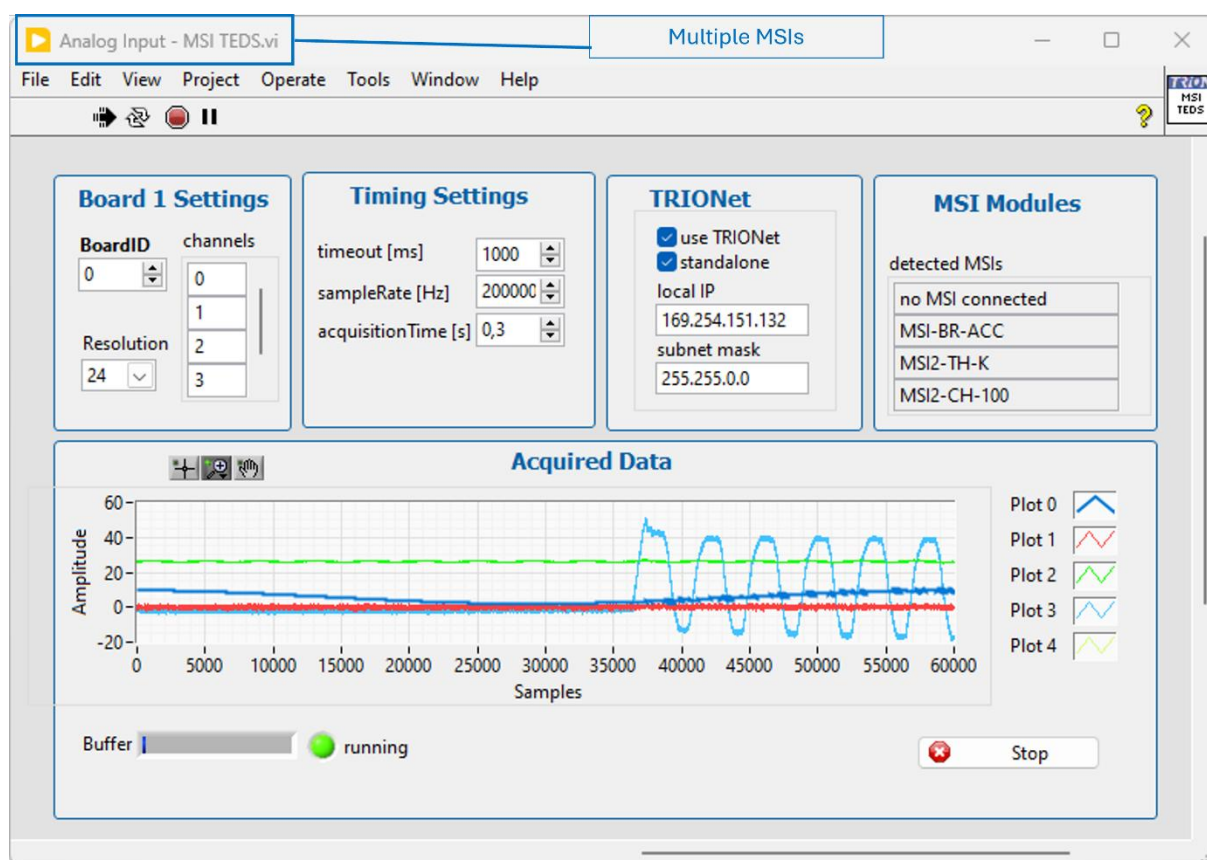 Analog Input - MSI TEDS.vi
Multiple MSIs
File Edit View Project Operate Tools Window Help
MSI
TEDS
Board 1 Settings
BoardID
0
channels
0
1
2
3
Resolution
24
Timing Settings
timeout [ms] 1000
sampleRate [Hz] 200000
acquisitionTime [s] 0,3
TRIONet
use TRIONet
standalone
local IP
169.254.151.132
subnet mask
255.255.0.0
MSI Modules
detected MSIs
no MSI connected
MSI-BR-ACC
MSI2-TH-K
MSI2-CH-100
Acquired Data
Amplitude
60
40
20
0
-20
0 5000 10000 15000 20000 25000 30000 35000 40000 45000 50000 55000 60000
Samples
Plot 0
Plot 1
Plot 2
Plot 3
Plot 4
Buffer
running
Stop